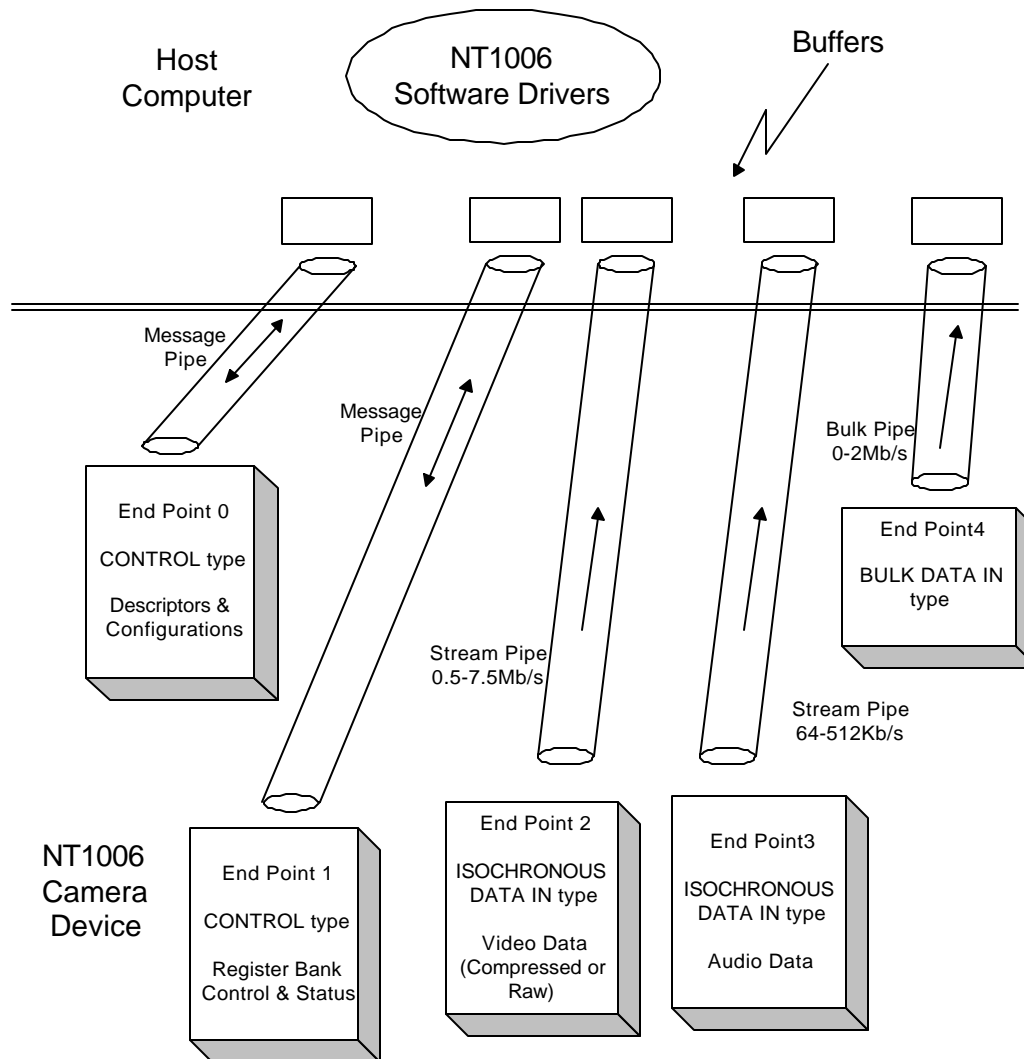 Host
Computer
NT1006
Software Drivers
Buffers
Message
Pipe
Message
Pipe
Bulk Pipe
0-2Mb/s
End Point 0
CONTROL type
Descriptors &
Configurations
End Point4
BULK DATA IN
type
Stream Pipe
0.5-7.5Mb/s
Stream Pipe
64-512Kb/s
NT1006
Camera
Device
End Point 1
CONTROL type
Register Bank
Control & Status
End Point 2
ISOCHRONOUS
DATA IN type
Video Data
(Compressed or
Raw)
End Point3
ISOCHRONOUS
DATA IN type
Audio Data